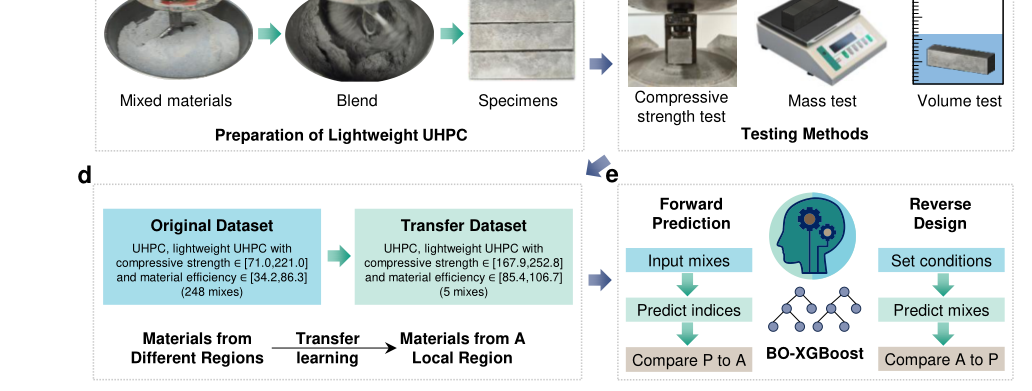 Mixed materials
Blend
Specimens
Preparation of Lightweight UHPC
Compressive
strength test
Mass test
Volume test
Testing Methods
d
Original Dataset
UHPC, lightweight UHPC with
compressive strength ∈ [71.0,221.0]
and material efficiency ∈ [34.2,86.3]
(248 mixes)
Transfer Dataset
UHPC, lightweight UHPC with
compressive strength ∈ [167.9,252.8]
and material efficiency ∈ [85.4,106.7]
(5 mixes)
Materials from
Different Regions
Transfer
learning
Materials from A
Local Region
e
Forward
Prediction
Input mixes
Predict indices
Compare P to A
BO-XGBoost
Reverse
Design
Set conditions
Predict mixes
Compare A to P